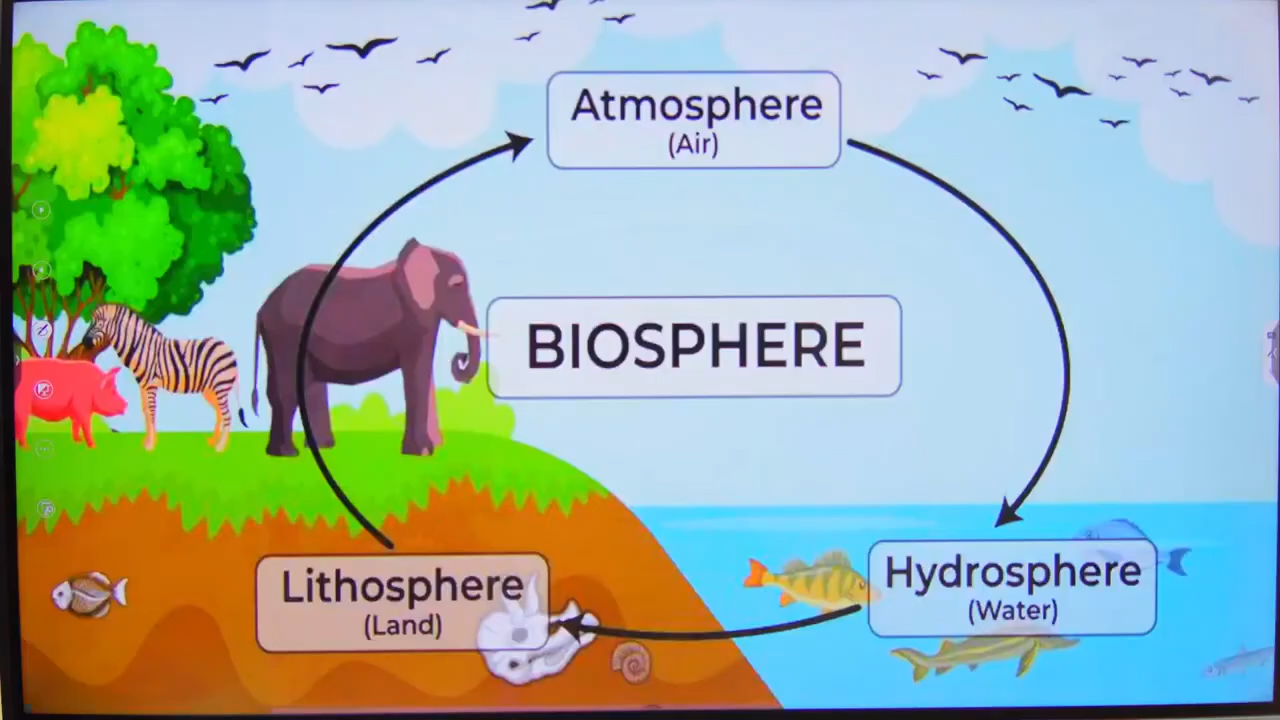 Atmosphere
(Air)
BIOSPHERE
Lithosphere
(Land)
Hydrosphere
(Water)